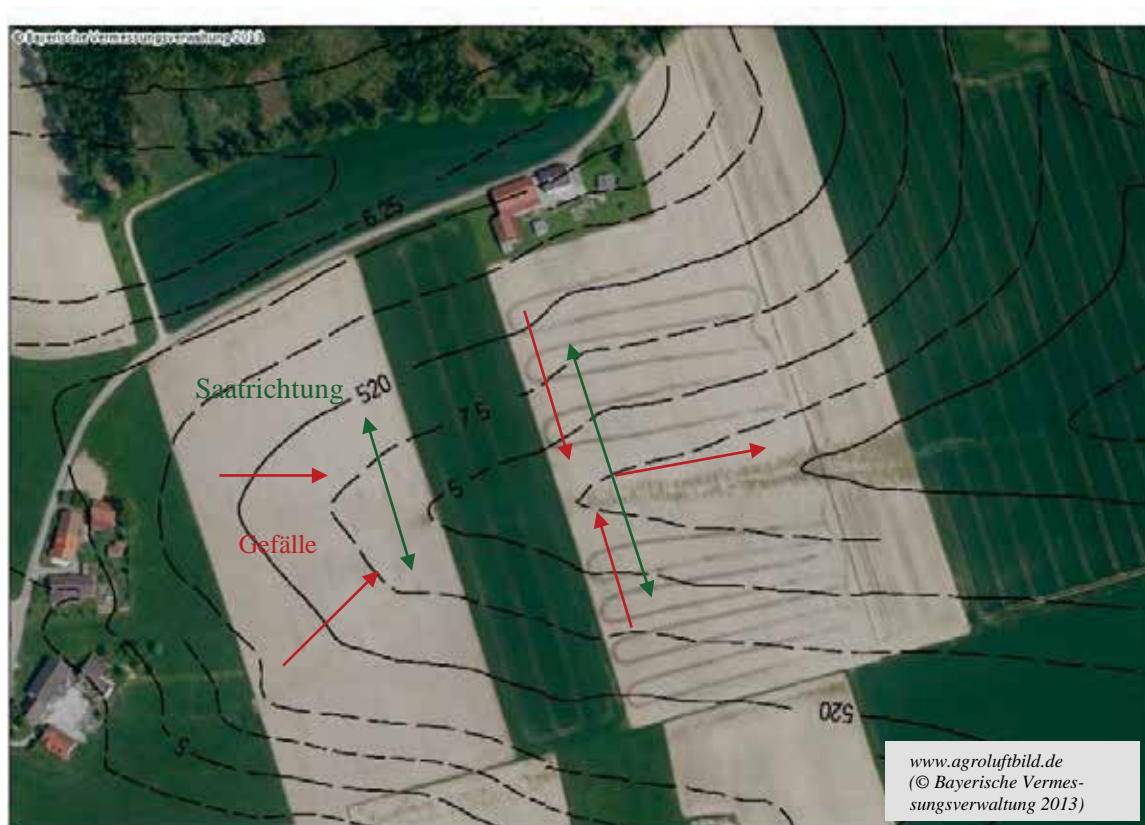 © Bayerische Vermessungsverwaltung 2013
6.25
520
Saatrichtung
4.5
5
Gefälle
520
5
www.agroluftbild.de
(© Bayerische Vermes-
sungsverwaltung 2013)